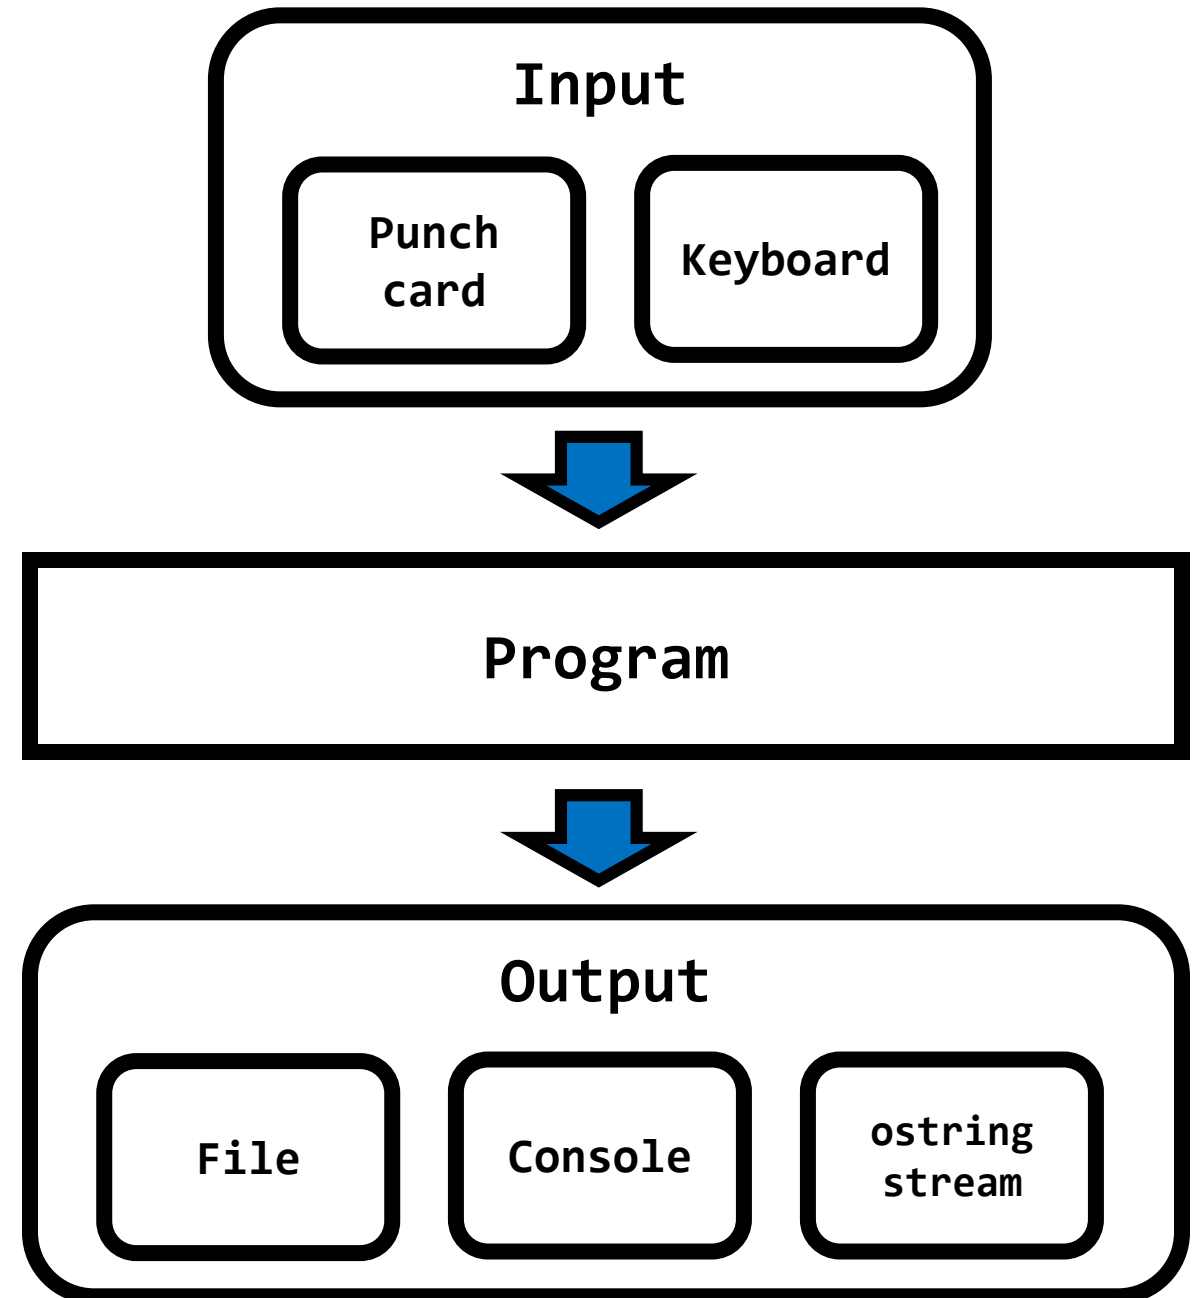 Input
Punch
card
Keyboard
Program
Output
File
Console
ostring
stream